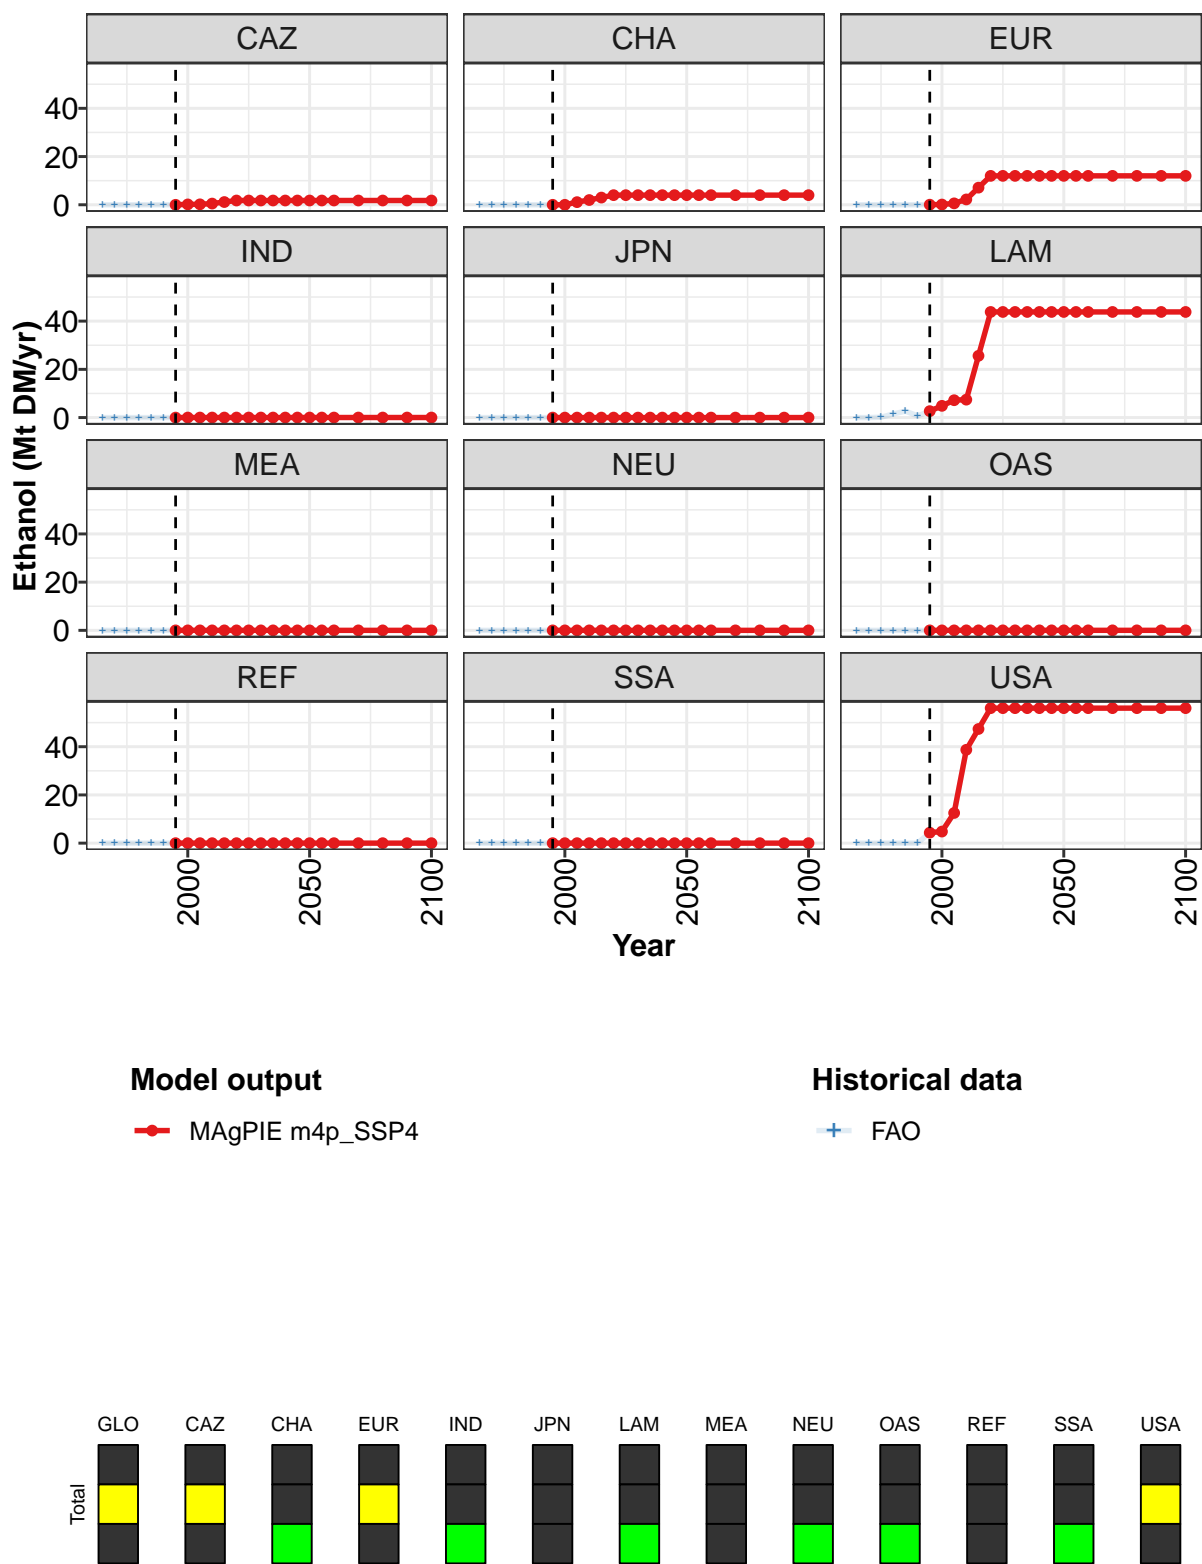 CAZ CHA EUR
40
20
0
IND JPN LAM
40
20
0
MEA NEU OAS
40
20
0
REF SSA USA
40
20
0
Ethanol (Mt DM/yr)
2000 2050 2100 2000 2050 2100 2000 2050 2100
Year
Model output Historical data
MAgPIE m4p_SSP4 FAO
GLO CAZ CHA EUR IND JPN LAM MEA NEU OAS REF SSA USA
Total